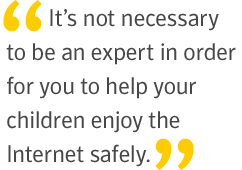 “It’s not necessary
to be an expert in order
for you to help your
children enjoy the
Internet safely.”